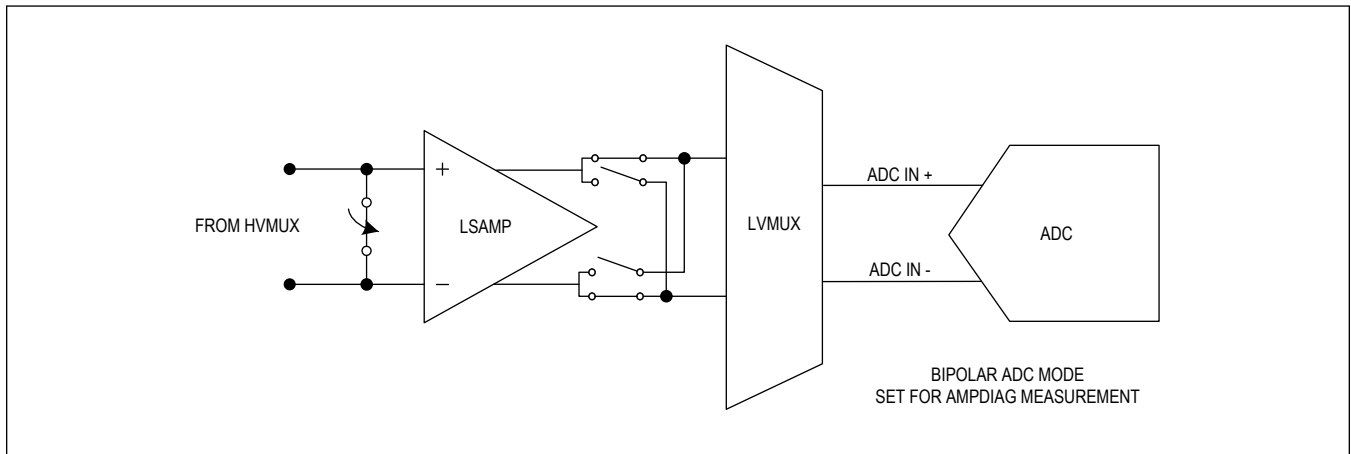 FROM HVMUX
+
−
LSAMP
LVMUX
ADC IN +
ADC IN -
ADC
BIPOLAR ADC MODE
SET FOR AMPDIAG MEASUREMENT